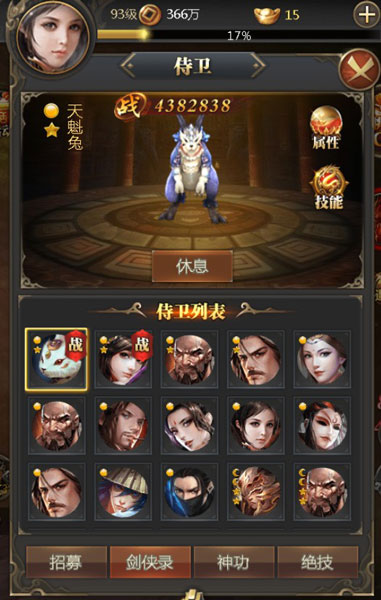 93级 366万 15
17%
侍卫
天魁兔
战 4382838
属性
技能
休息
侍卫列表
战 战
招募 剑侠录 神功 绝技